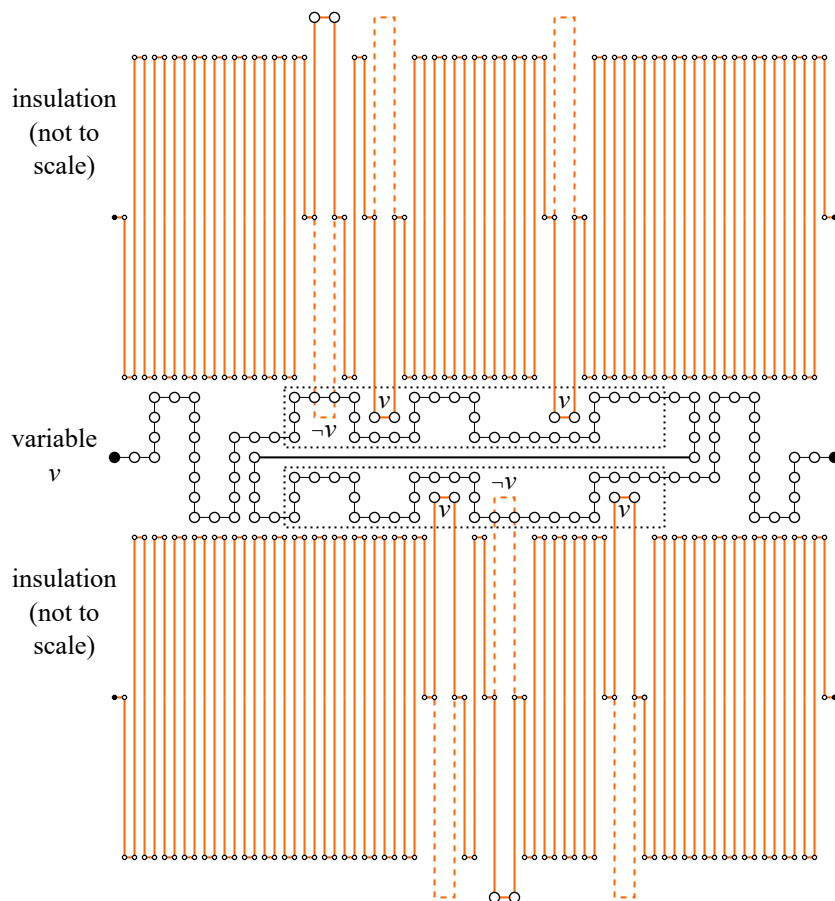 insulation
(not to
scale)
v
v
¬v
variable
v
¬v
v
v
insulation
(not to
scale)